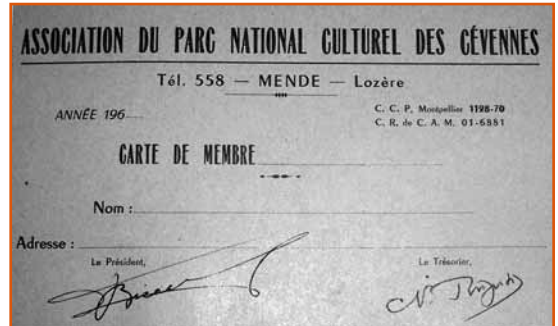 ASSOCIATION DU PARC NATIONAL CULTUREL DES CÉVENNES
Tél. 558 — MENDE — Lozère
ANNÉE 196
C. C. P. Montpellier 1198-70
C. R. de C. A. M. 01-6881
CARTE DE MEMBRE
Nom :
Adresse :
Le Président,
Le Trésorier,